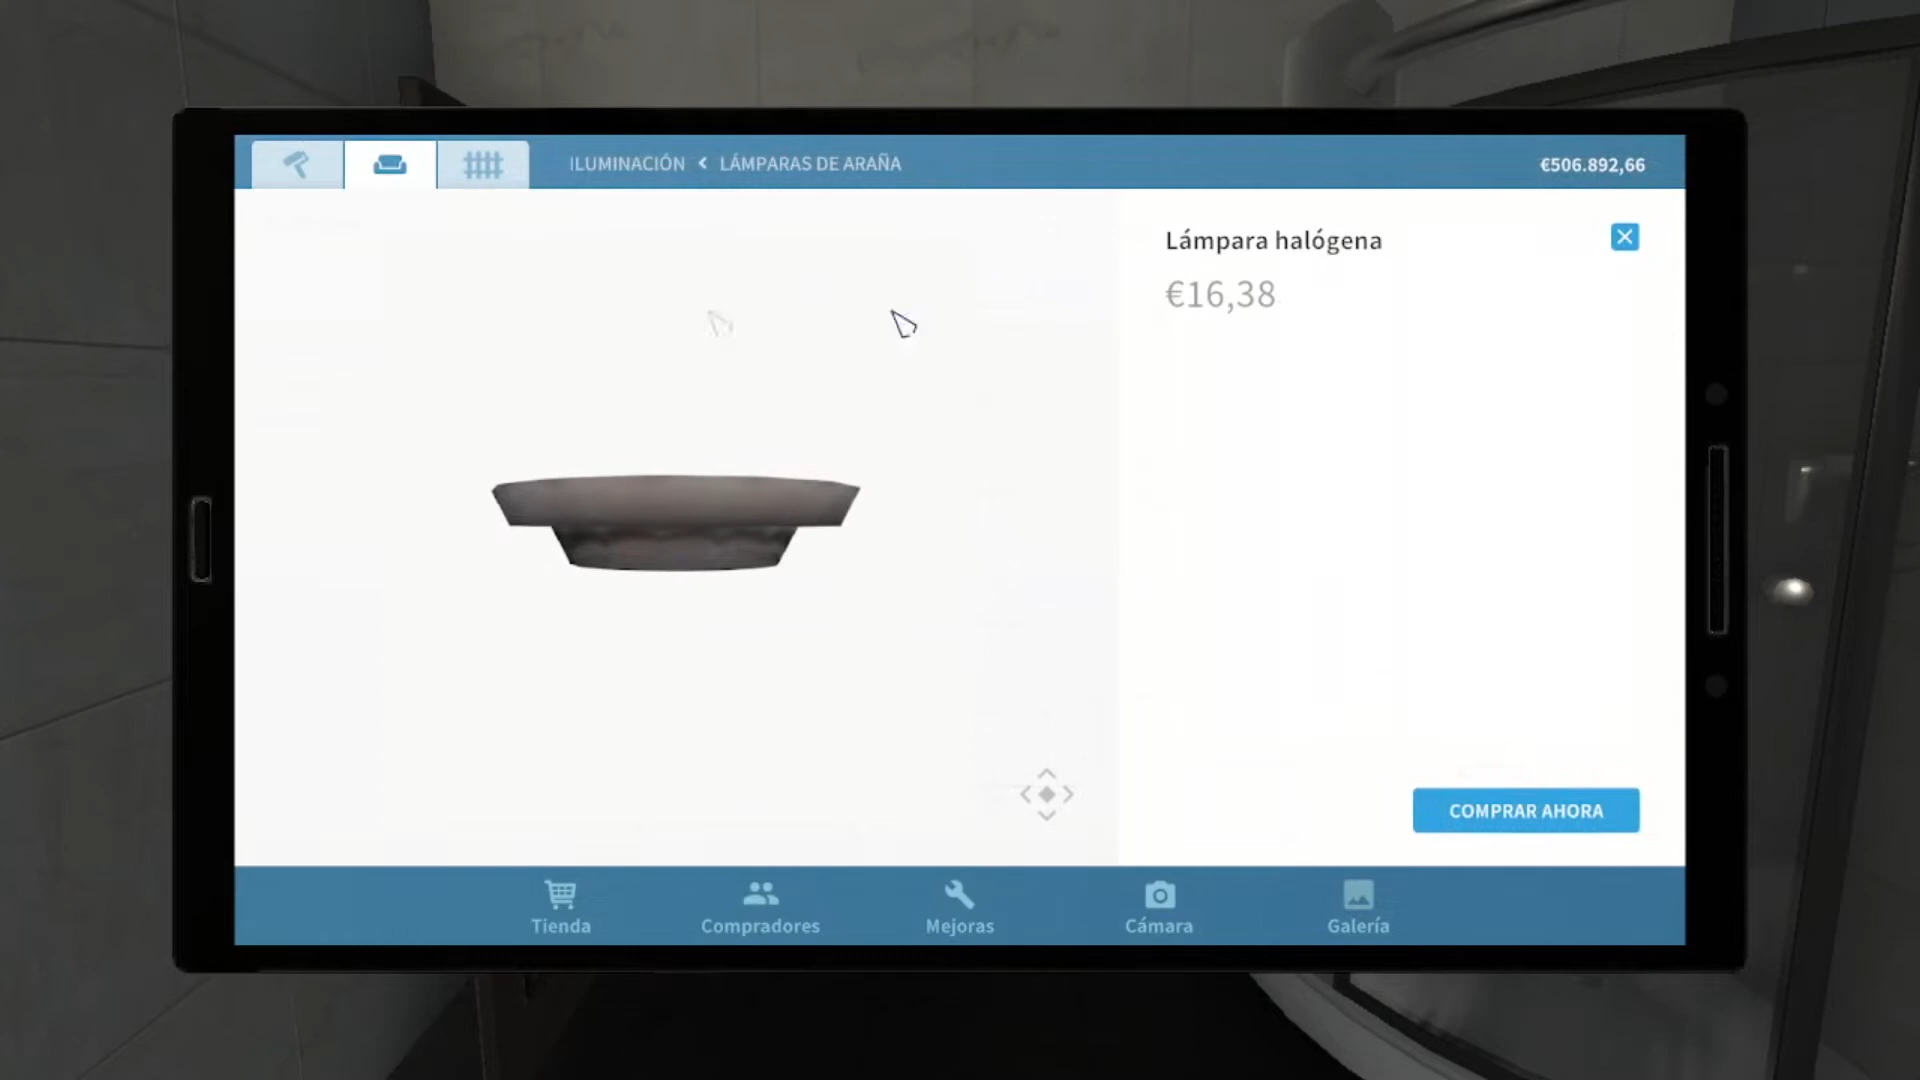 ILUMINACIÓN < LÁMPARAS DE ARAÑA
€506.892,66
Lámpara halógena
€16,38
COMPRAR AHORA
Tienda
Compradores
Mejoras
Cámara
Galería